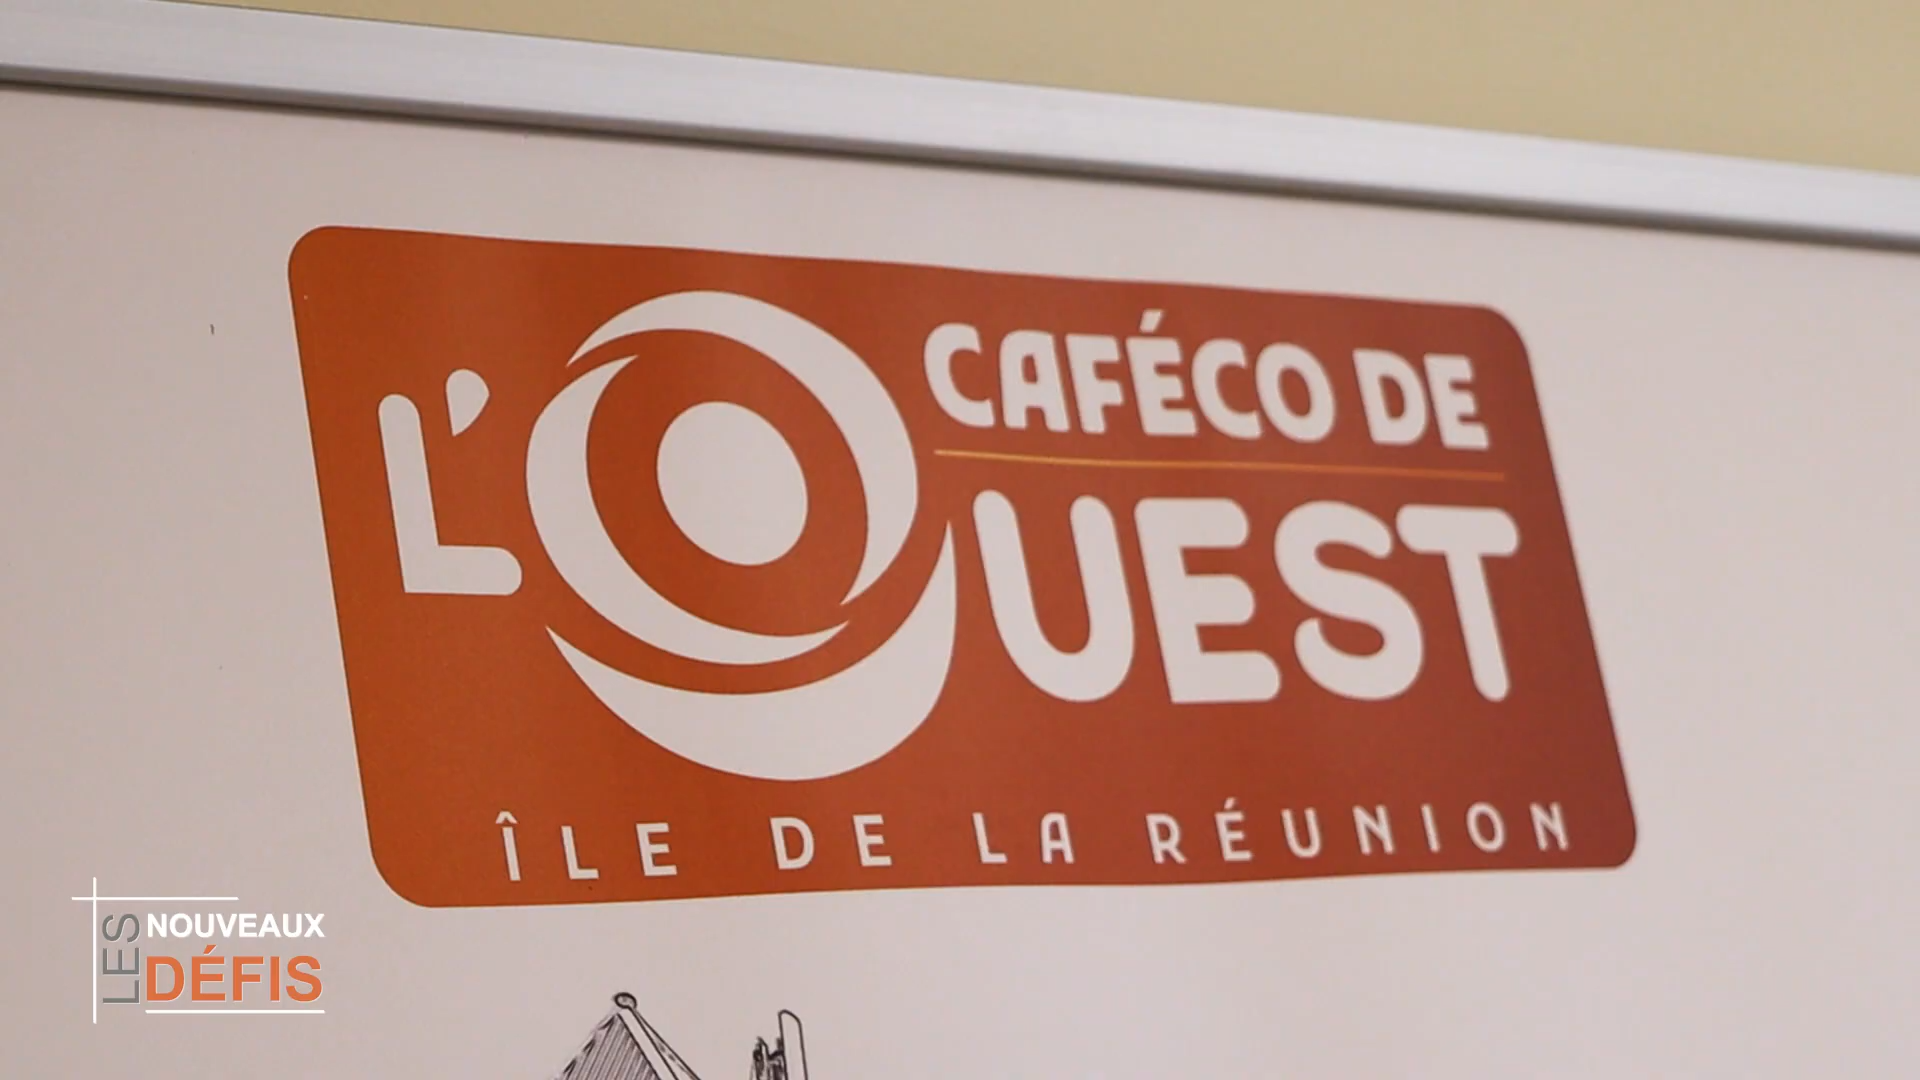 CAFÉCO DE
L'OUEST
ÎLE DE LA RÉUNION
LES NOUVEAUX
DÉFIS